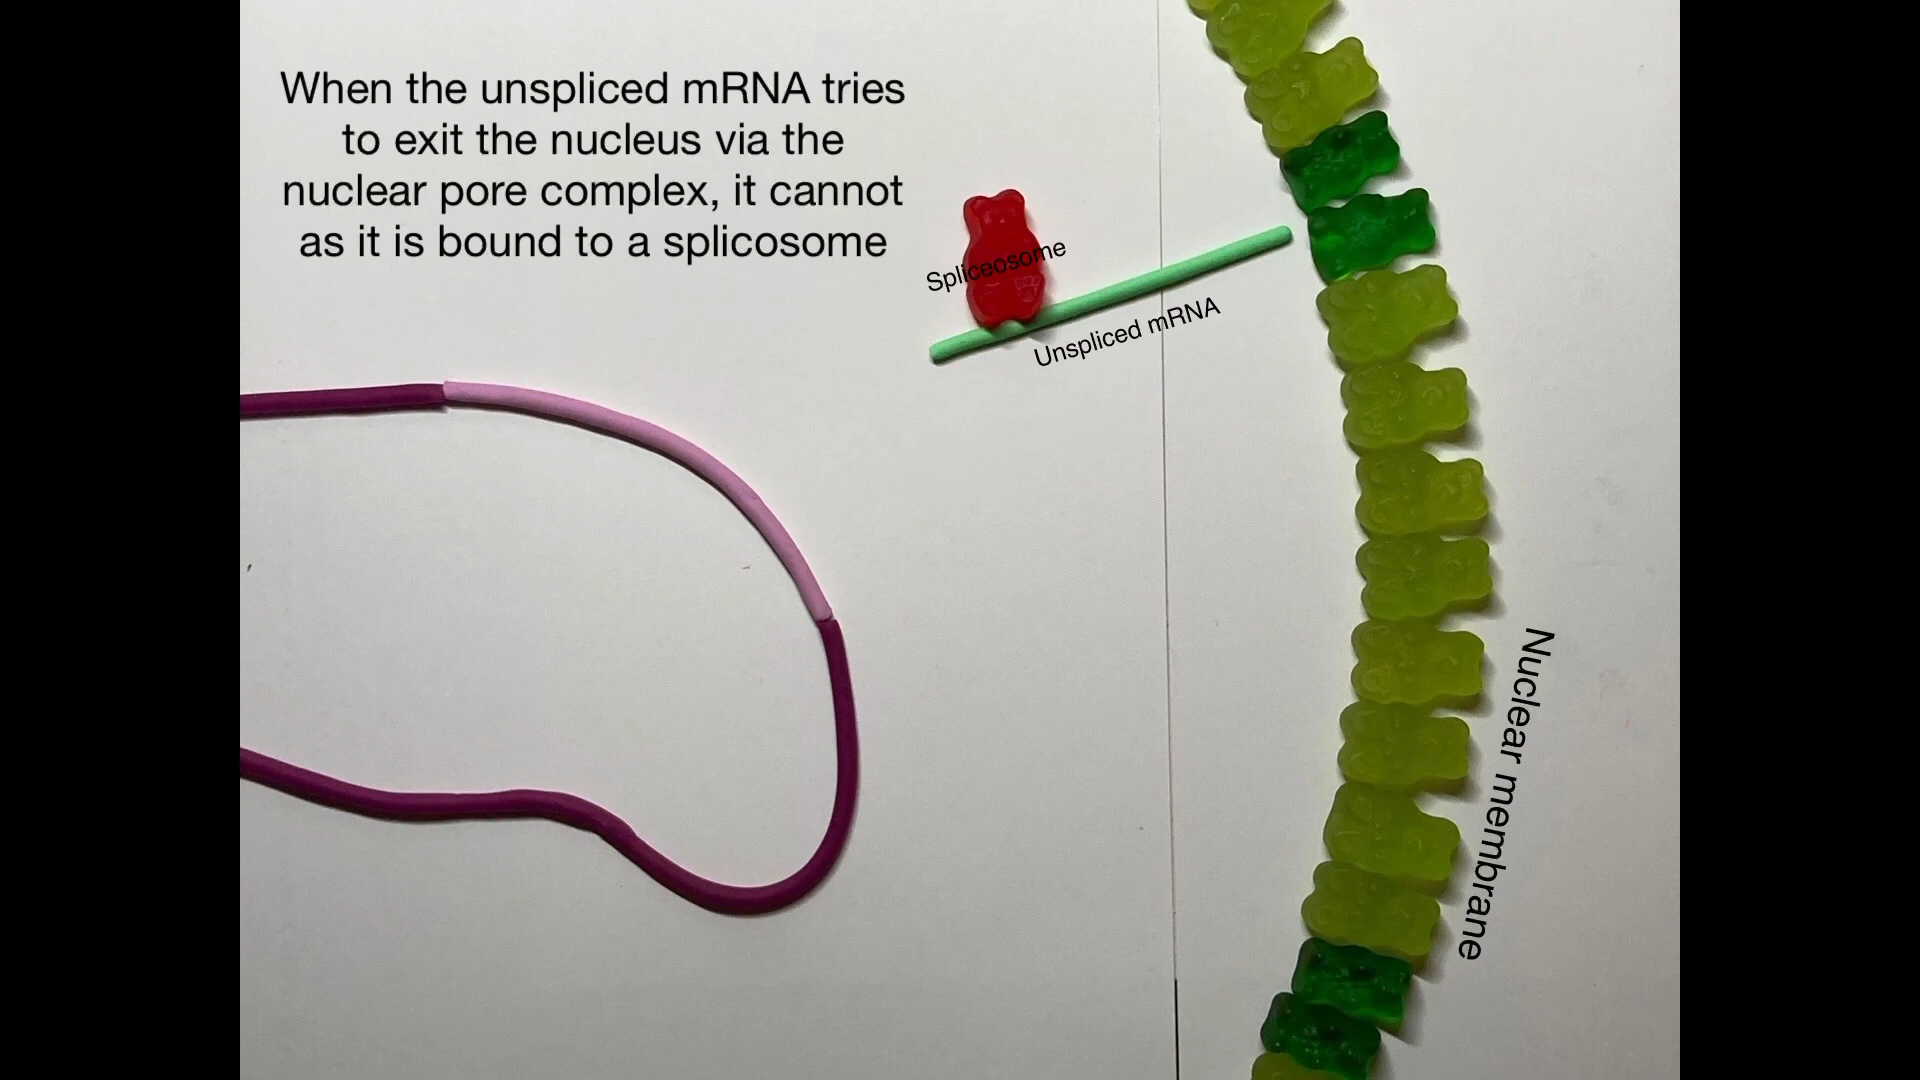 When the unspliced mRNA tries
to exit the nucleus via the
nuclear pore complex, it cannot
as it is bound to a splicosome
Spliceosome
Unspliced mRNA
Nuclear membrane